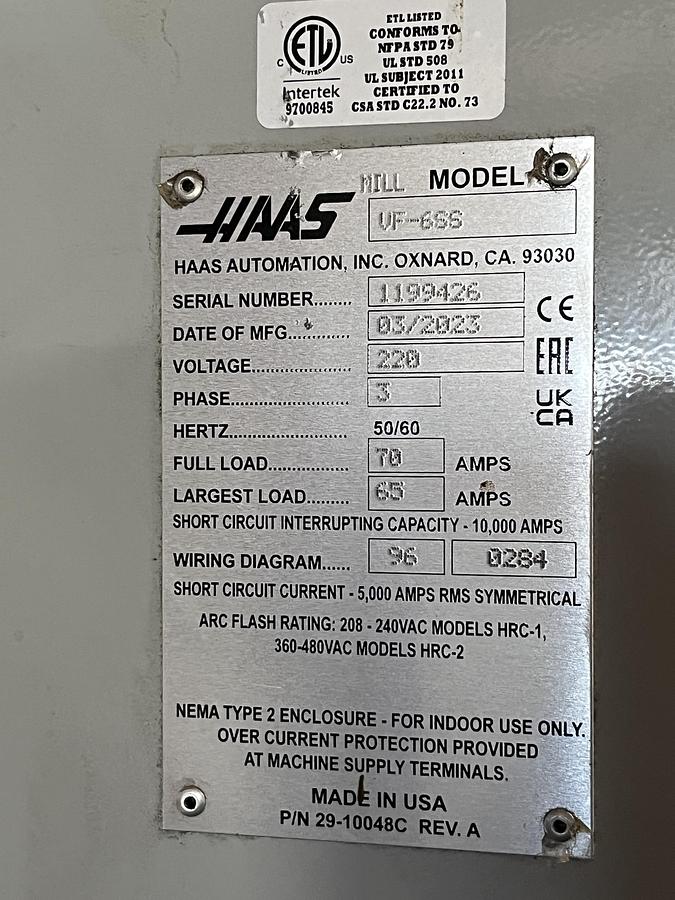 ETL LISTED
CONFORMS TO
NFPA STD 79
UL STD 508
UL SUBJECT 2011
CERTIFIED TO
CSA STD C22.2 NO. 73
C ETL US
LISTED
Intertek
9700845
MILL MODEL
HAAS VF-6SS
HAAS AUTOMATION, INC. OXNARD, CA. 93030
SERIAL NUMBER........ 1199426
DATE OF MFG............. 03/2023
VOLTAGE..................... 220
PHASE......................... 3
HERTZ......................... 50/60
FULL LOAD................. 70 AMPS
LARGEST LOAD......... 65 AMPS
CE
EAC
UK
CA
SHORT CIRCUIT INTERRUPTING CAPACITY - 10,000 AMPS
WIRING DIAGRAM...... 96 0284
SHORT CIRCUIT CURRENT - 5,000 AMPS RMS SYMMETRICAL
ARC FLASH RATING: 208 - 240VAC MODELS HRC-1,
360-480VAC MODELS HRC-2
NEMA TYPE 2 ENCLOSURE - FOR INDOOR USE ONLY.
OVER CURRENT PROTECTION PROVIDED
AT MACHINE SUPPLY TERMINALS.
MADE IN USA
P/N 29-10048C REV. A